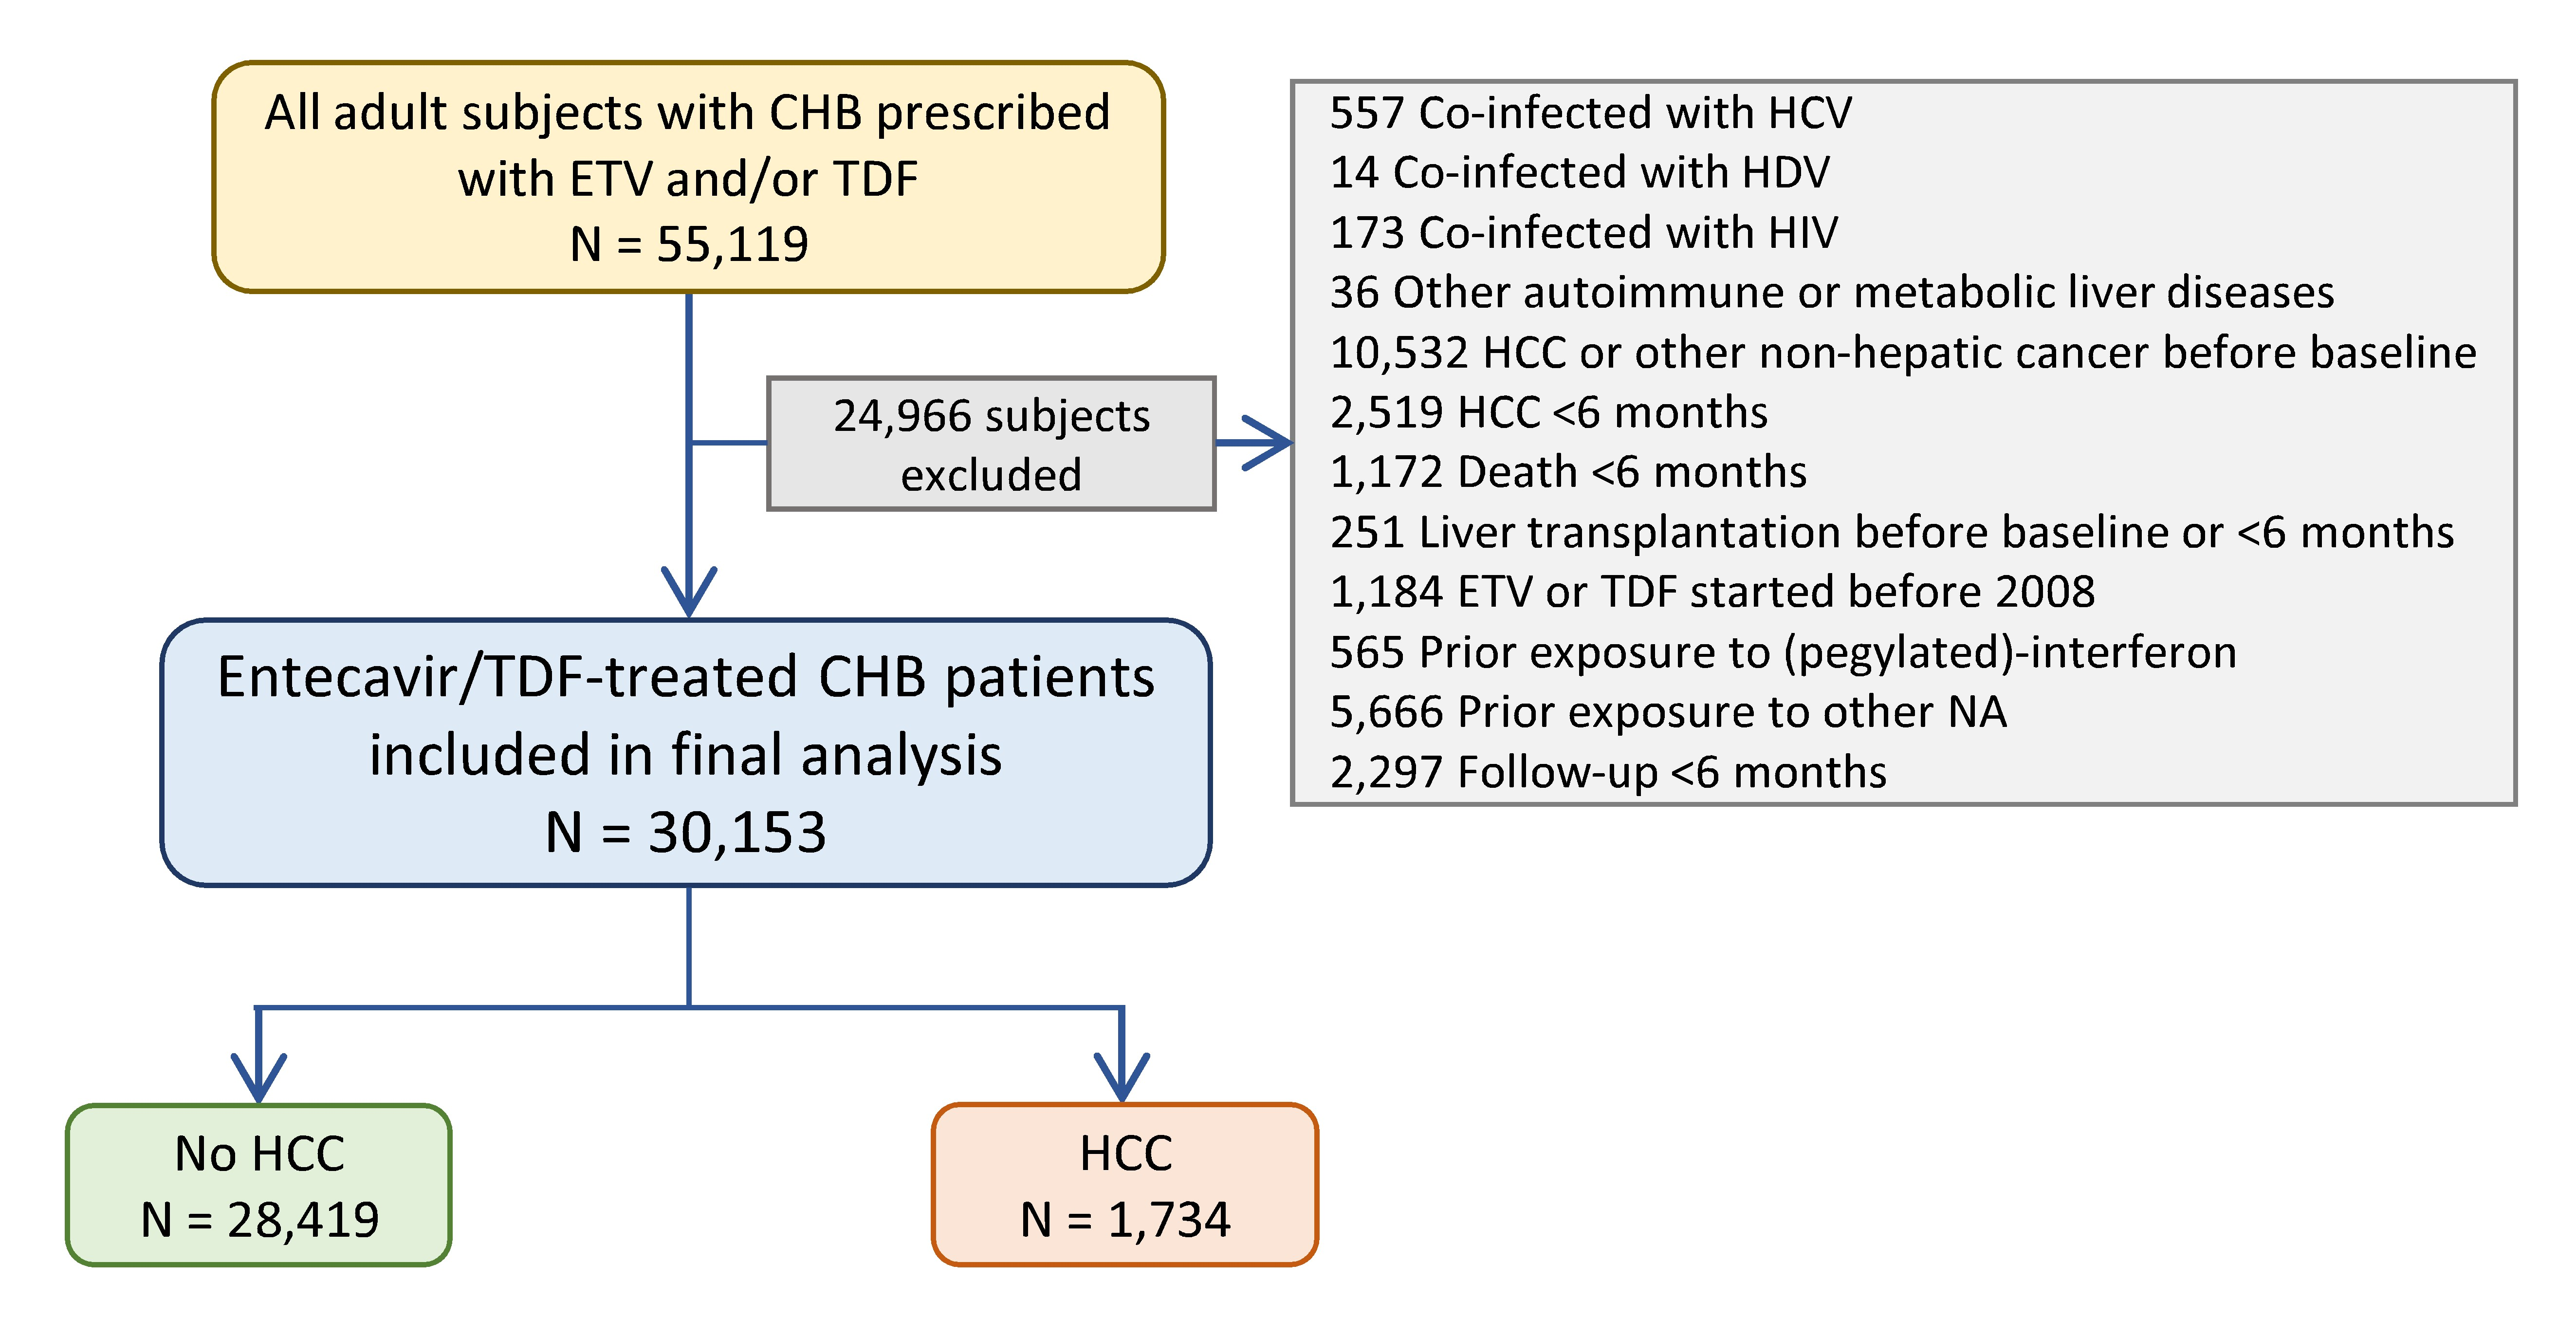 All adult subjects with CHB prescribed
with ETV and/or TDF
N = 55,119
24,966 subjects
excluded
557 Co-infected with HCV
14 Co-infected with HDV
173 Co-infected with HIV
36 Other autoimmune or metabolic liver diseases
10,532 HCC or other non-hepatic cancer before baseline
2,519 HCC <6 months
1,172 Death <6 months
251 Liver transplantation before baseline or <6 months
1,184 ETV or TDF started before 2008
565 Prior exposure to (pegylated)-interferon
5,666 Prior exposure to other NA
2,297 Follow-up <6 months
Entecavir/TDF-treated CHB patients
included in final analysis
N = 30,153
No HCC
N = 28,419
HCC
N = 1,734